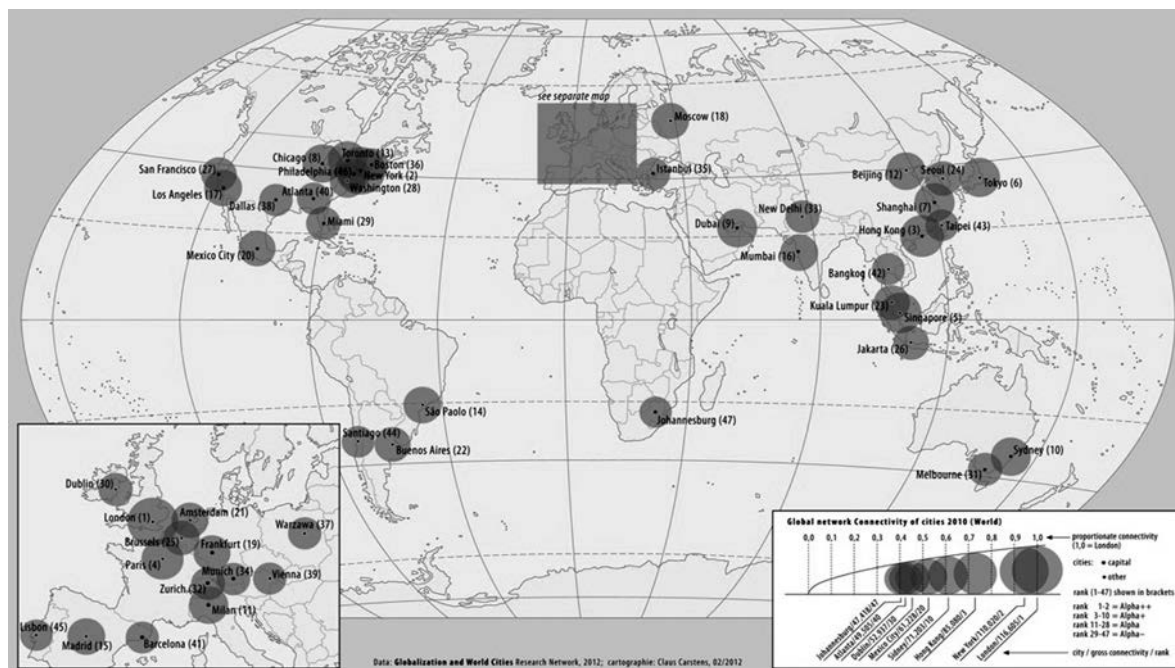 see separate map
Moscow (18)
Chicago (8)
Toronto (13)
Boston (36)
San Francisco (27)
Philadelphia (46)
New York (2)
Istanbul (35)
Beijing (12)
Seoul (24)
Los Angeles (17)
Atlanta (40)
Washington (28)
Tokyo (6)
Dallas (38)
Shanghai (7)
Miami (29)
Dubai (9)
New Delhi (33)
Taipei (43)
Hong Kong (3)
Mexico City (20)
Mumbai (16)
Bangkog (42)
Kuala Lumpur (23)
Singapore (5)
Jakarta (26)
São Paolo (14)
Johannesburg (47)
Santiago (44)
Buenos Aires (22)
Sydney (10)
Melbourne (31)
Dublio (30)
London (1)
Amsterdam (21)
Warzawa (37)
Brussels (25)
Frankfurt (19)
Paris (4)
Munich (34)
Vienna (39)
Zurich (32)
Milan (11)
Lisbon (45)
Madrid (15)
Barcelona (41)
Global network Connectivity of cities 2010 (World)
0,0 0,1 0,2 0,3 0,4 0,5 0,6 0,7 0,8 0,9 1,0
proportionate connectivity
(1,0 = London)
cities: capital
other
rank (1-47) shown in brackets
rank 1-2 = Alpha++
rank 3-10 = Alpha+
rank 11-28 = Alpha
rank 29-47 = Alpha-
city / gross connectivity / rank
Data: Globalization and World Cities Research Network, 2012; cartographie: Claus Carstens, 02/2012